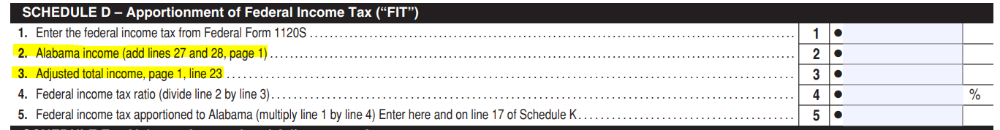 SCHEDULE D – Apportionment of Federal Income Tax (“FIT”)
1. Enter the federal income tax from Federal Form 1120S 1 ●
2. Alabama income (add lines 27 and 28, page 1) 2 ●
3. Adjusted total income, page 1, line 23 3 ●
4. Federal income tax ratio (divide line 2 by line 3) 4 ● %
5. Federal income tax apportioned to Alabama (multiply line 1 by line 4) Enter here and on line 17 of Schedule K 5 ●